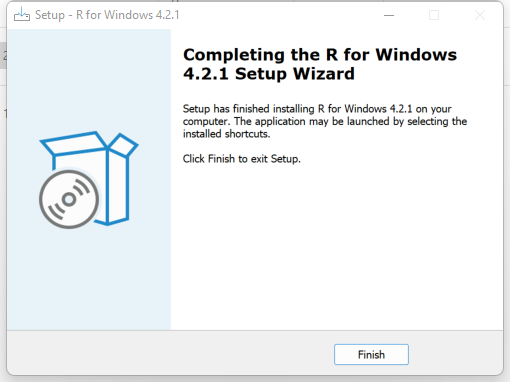 Setup - R for Windows 4.2.1
Completing the R for Windows
4.2.1 Setup Wizard
Setup has finished installing R for Windows 4.2.1 on your
computer. The application may be launched by selecting the
installed shortcuts.
Click Finish to exit Setup.
Finish